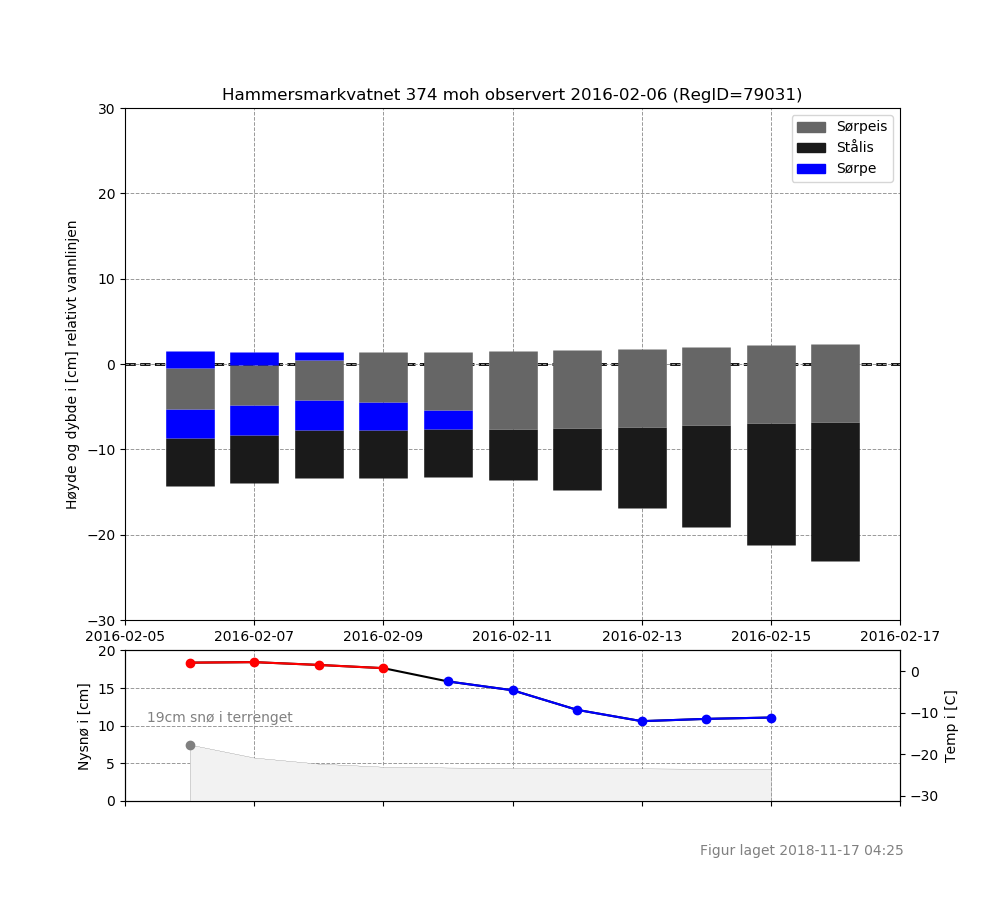 Hammersmarkvatnet 374 moh observert 2016-02-06 (RegID=79031)
Høyde og dybde i [cm] relativt vannlinjen
30
20
10
0
−10
−20
−30
Sørpeis
Stålis
Sørpe
2016-02-05 2016-02-07 2016-02-09 2016-02-11 2016-02-13 2016-02-15 2016-02-17
Nysnø i [cm]
20
15
10
5
0
19cm snø i terrenget
0
−10
−20
−30
Temp i [C]
Figur laget 2018-11-17 04:25